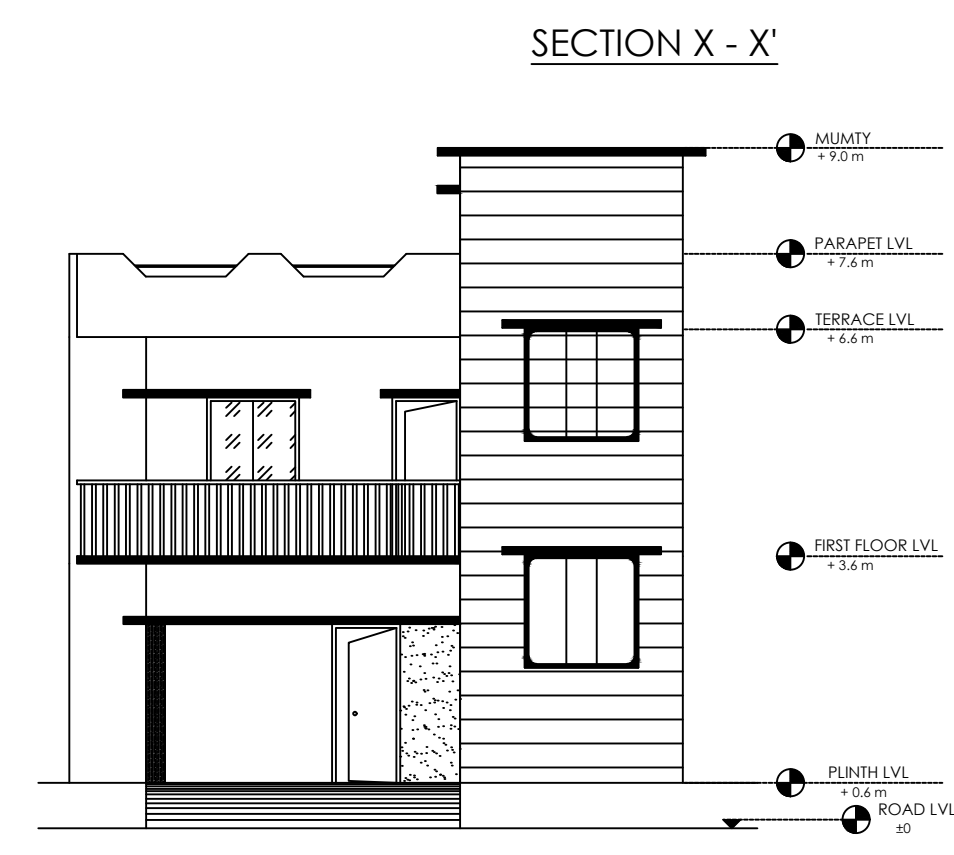 SECTION X - X'
MUMTY
+ 9.0 m
PARAPET LVL
+ 7.6 m
TERRACE LVL
+ 6.6 m
FIRST FLOOR LVL
+ 3.6 m
PLINTH LVL
+ 0.6 m
ROAD LVL
±0